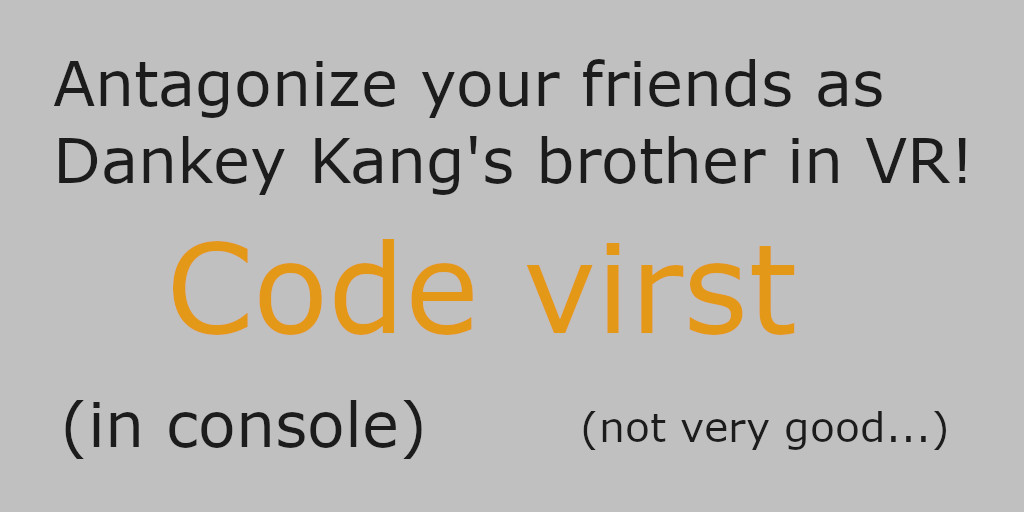 Antagonize your friends as
Dankey Kang's brother in VR!
Code virst
(in console) (not very good...)